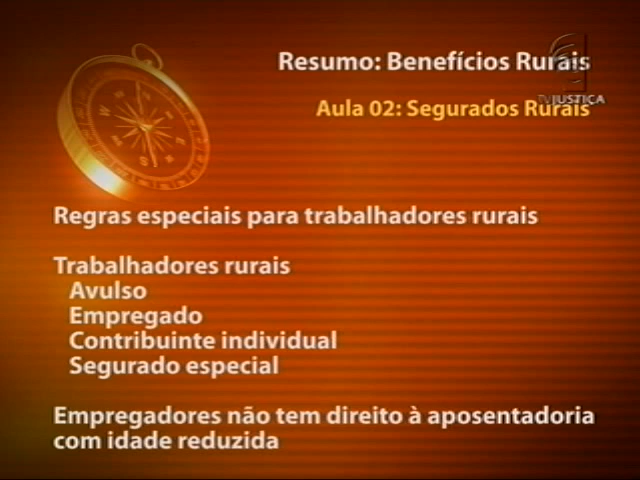 Resumo: Benefícios Rurais
Aula 02: Segurados Rurais
TVJUSTIÇA
Regras especiais para trabalhadores rurais
Trabalhadores rurais
Avulso
Empregado
Contribuinte individual
Segurado especial
Empregadores não tem direito à aposentadoria
com idade reduzida